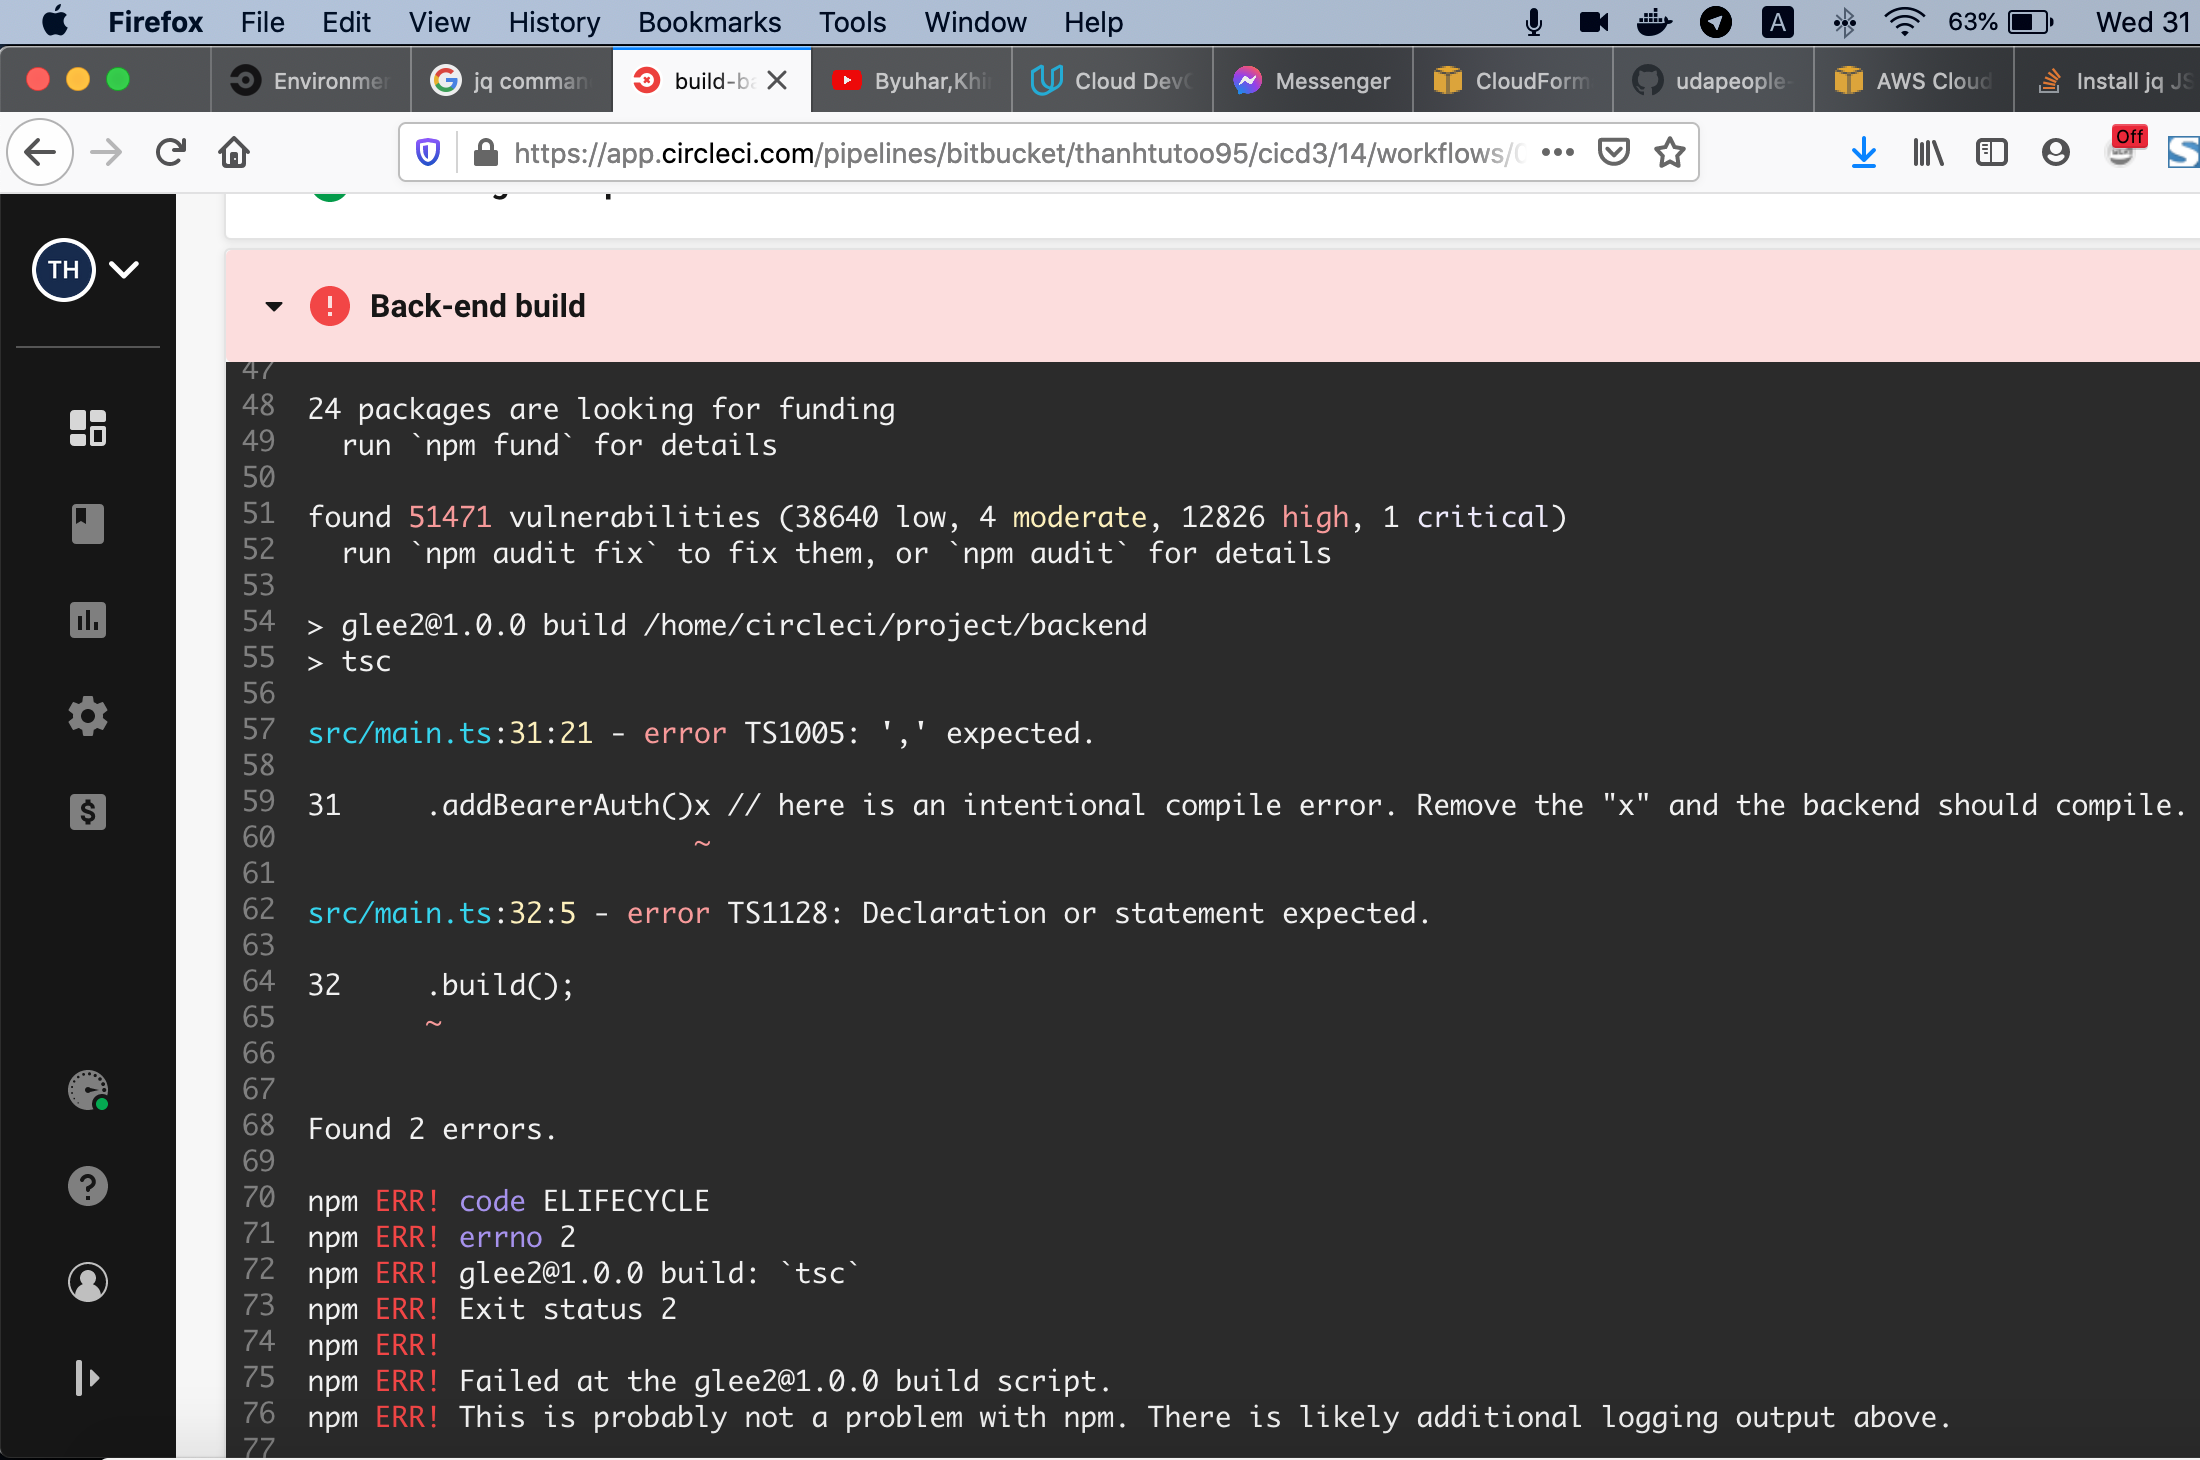 Firefox File Edit View History Bookmarks Tools Window Help A 63% Wed 31
Environmen jq comman build-ba Byuhar,Khi Cloud Dev Messenger CloudForm udapeople- AWS Cloud Install jq JS
https://app.circleci.com/pipelines/bitbucket/thanhtutoo95/cicd3/14/workflows/0 Off S
TH
! Back-end build
47
48 24 packages are looking for funding
49 run `npm fund` for details
50
51 found 51471 vulnerabilities (38640 low, 4 moderate, 12826 high, 1 critical)
52 run `npm audit fix` to fix them, or `npm audit` for details
53
54 > glee2@1.0.0 build /home/circleci/project/backend
55 > tsc
56
57 src/main.ts:31:21 - error TS1005: ',' expected.
58
59 31 .addBearerAuth()x // here is an intentional compile error. Remove the "x" and the backend should compile.
60 ~
61
62 src/main.ts:32:5 - error TS1128: Declaration or statement expected.
63
64 32 .build();
65 ~
66
67
68 Found 2 errors.
69
70 npm ERR! code ELIFECYCLE
71 npm ERR! errno 2
72 npm ERR! glee2@1.0.0 build: `tsc`
73 npm ERR! Exit status 2
74 npm ERR!
75 npm ERR! Failed at the glee2@1.0.0 build script.
76 npm ERR! This is probably not a problem with npm. There is likely additional logging output above.
77